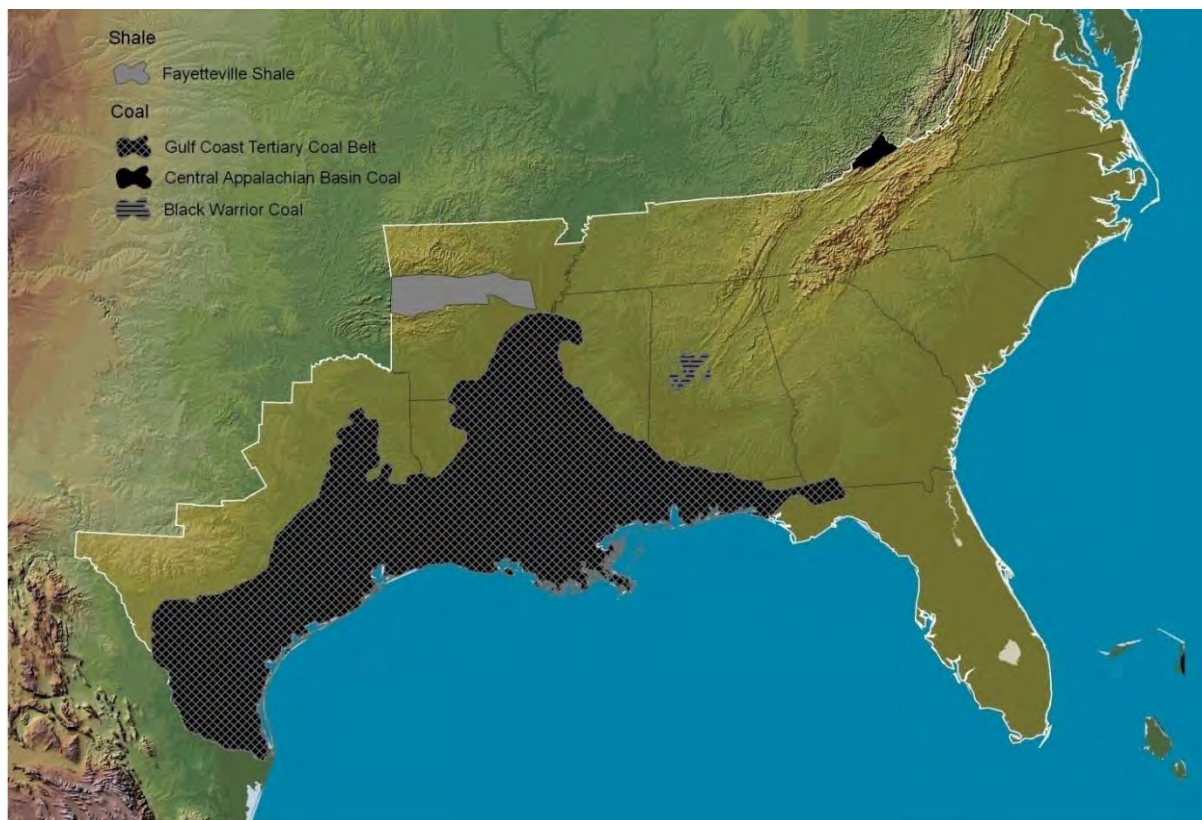 Shale
Fayetteville Shale
Coal
Gulf Coast Tertiary Coal Belt
Central Appalachian Basin Coal
Black Warrior Coal